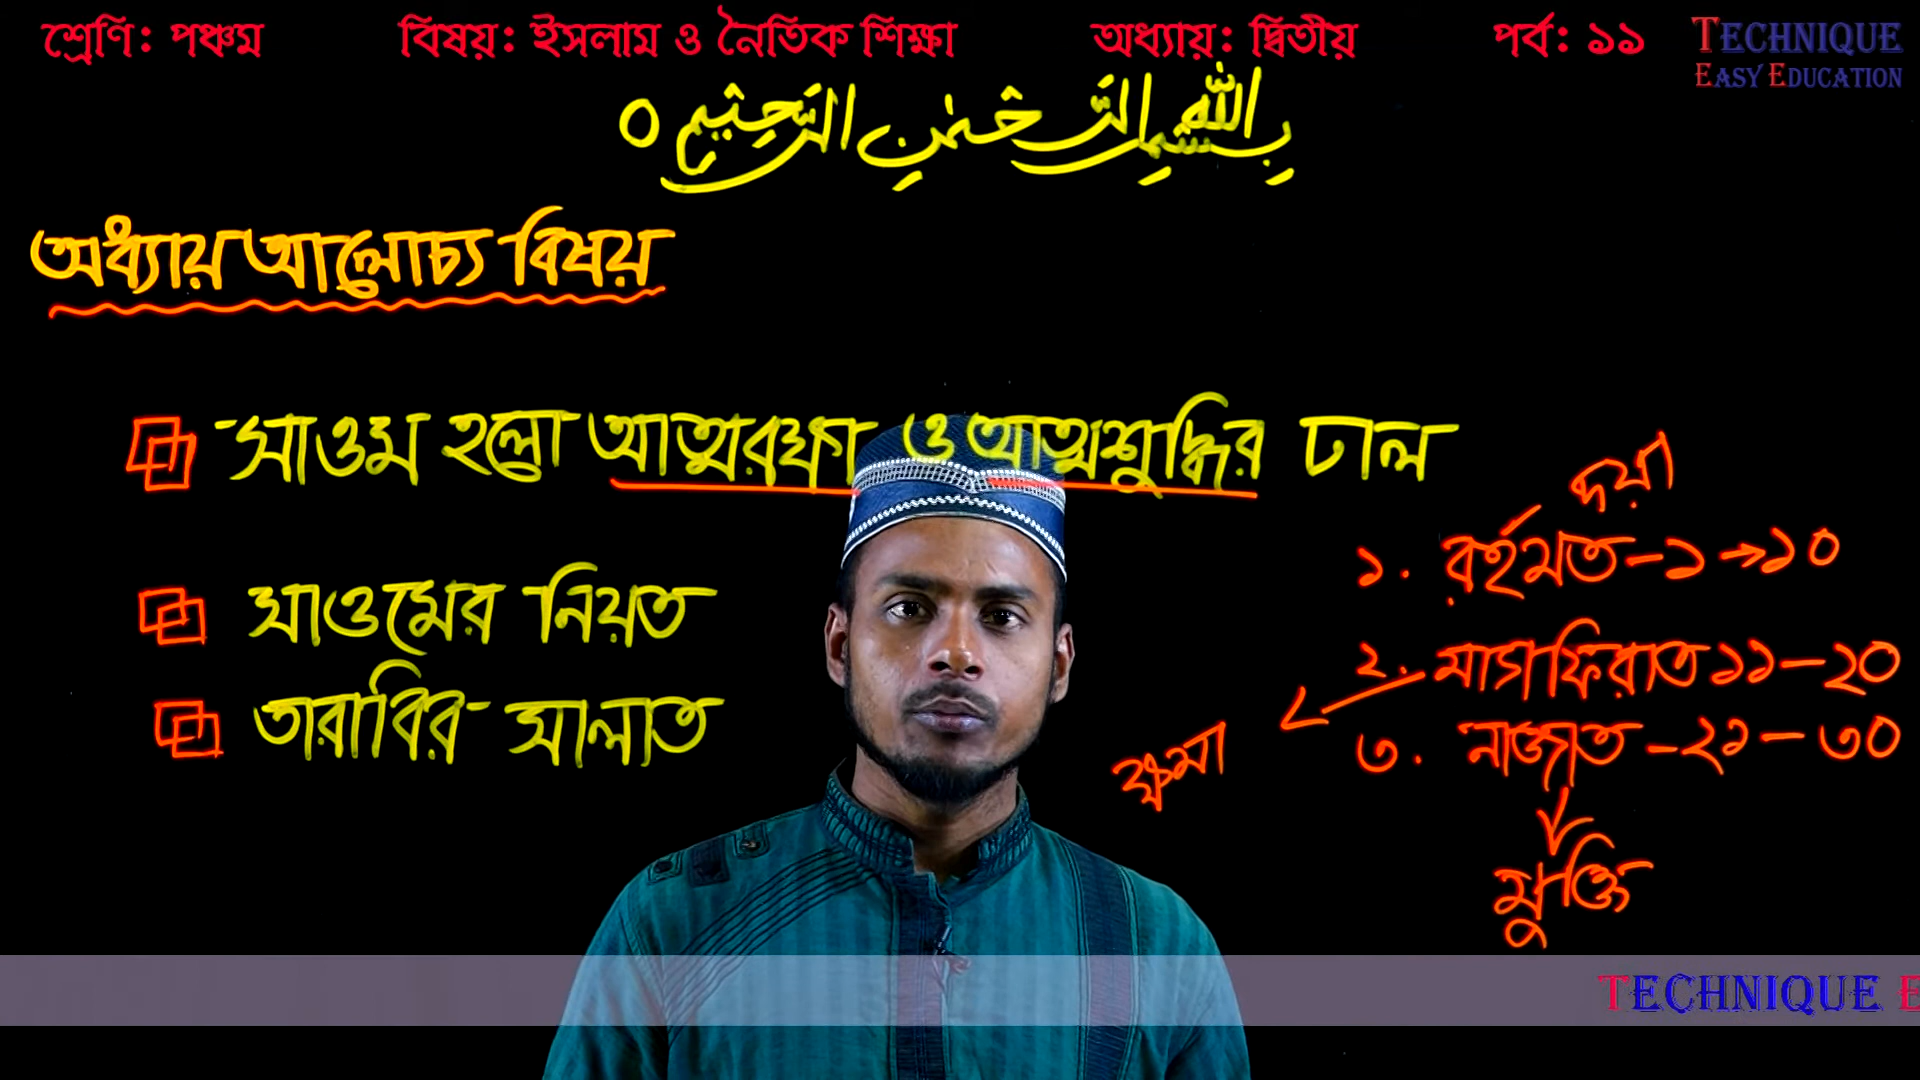 শ্রেণি: পঞ্চম বিষয়: ইসলাম ও নৈতিক শিক্ষা অধ্যায়: দ্বিতীয় পর্ব: ১১ TECHNIQUE
EASY EDUCATION
بِسْمِ اللّٰهِ الرَّحْمٰنِ الرَّحِيْمِ ○
অধ্যায় আলোচ্য বিষয়
সাওম হলো আত্মরক্ষা ও আত্মশুদ্ধির ঢাল
দয়া
১. রহমত - ১ → ১০
সাওমের নিয়ত
২. মাগফিরাত ১১ - ২০
তারাবির সালাত
৩. নাজাত - ২১ - ৩০
ক্ষমা
মুক্তি
TECHNIQUE E